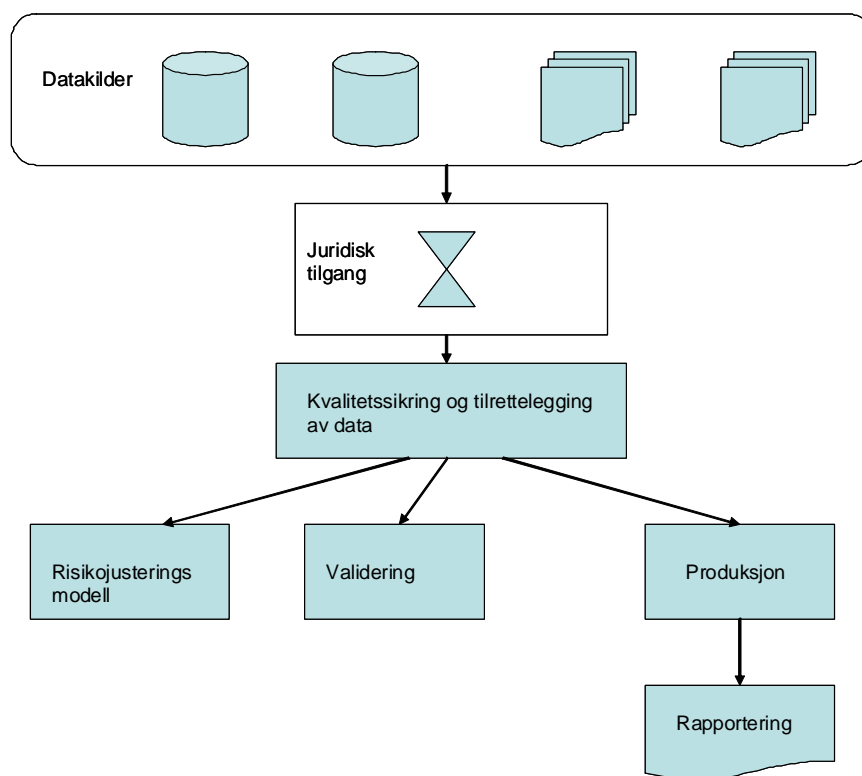 Datakilder
Juridisk
tilgang
Kvalitetssikring og tilrettelegging
av data
Risikojusterings
modell
Validering
Produksjon
Rapportering